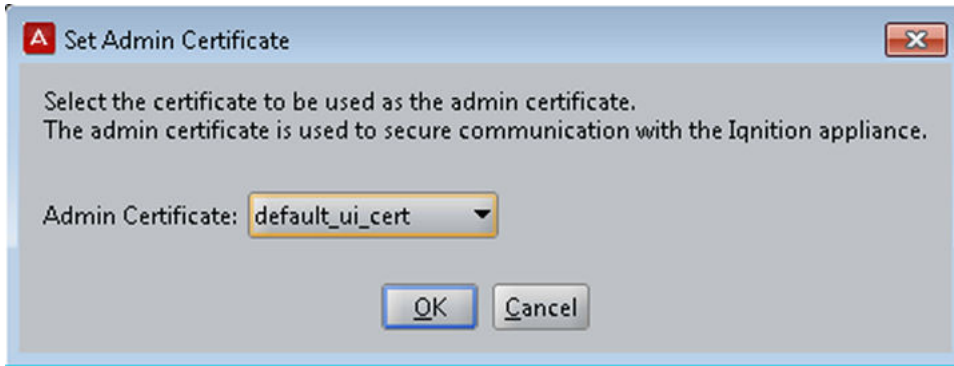 A Set Admin Certificate
Select the certificate to be used as the admin certificate.
The admin certificate is used to secure communication with the Iqnition appliance.
Admin Certificate: default_ui_cert
OK Cancel